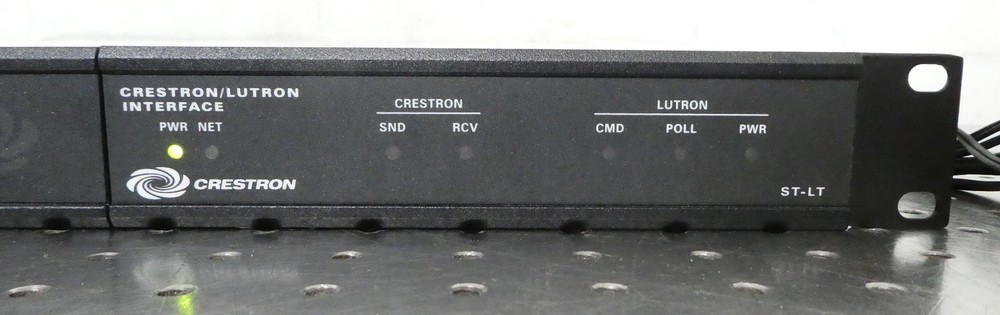 CRESTRON/LUTRON
INTERFACE
PWR NET
CRESTRON
SND RCV
LUTRON
CMD POLL PWR
CRESTRON
ST-LT